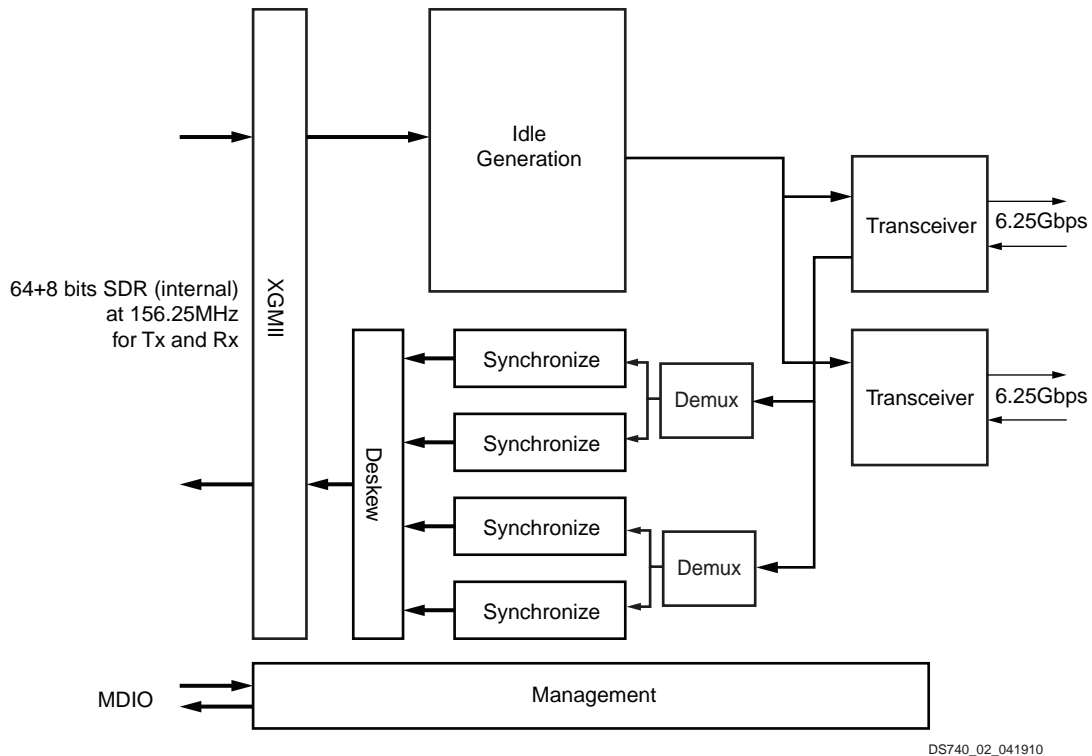 Idle
Generation
Transceiver
6.25Gbps
64+8 bits SDR (internal)
at 156.25MHz
for Tx and Rx
XGMII
Synchronize
Demux
Transceiver
6.25Gbps
Synchronize
Deskew
Synchronize
Demux
Synchronize
MDIO
Management
DS740_02_041910